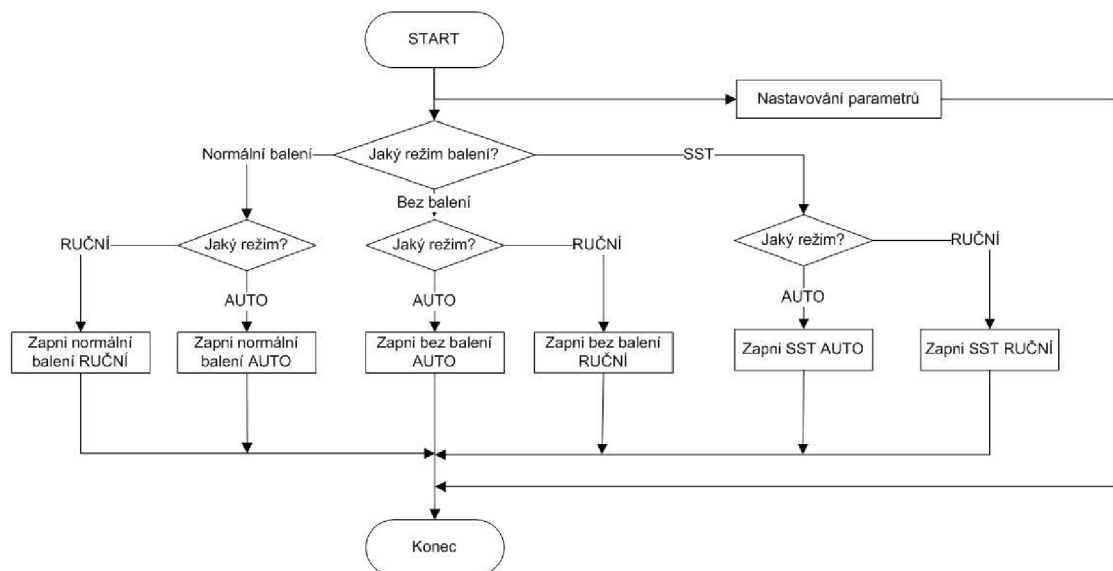 START
Nastavování parametrů
Normální balení
Jaký režim balení?
SST
Bez balení
RUČNÍ
Jaký režim?
Jaký režim?
RUČNÍ
Jaký režim?
RUČNÍ
AUTO
AUTO
AUTO
Zapni normální
balení RUČNÍ
Zapni normální
balení AUTO
Zapni bez balení
AUTO
Zapni bez balení
RUČNÍ
Zapni SST AUTO
Zapni SST RUČNÍ
Konec